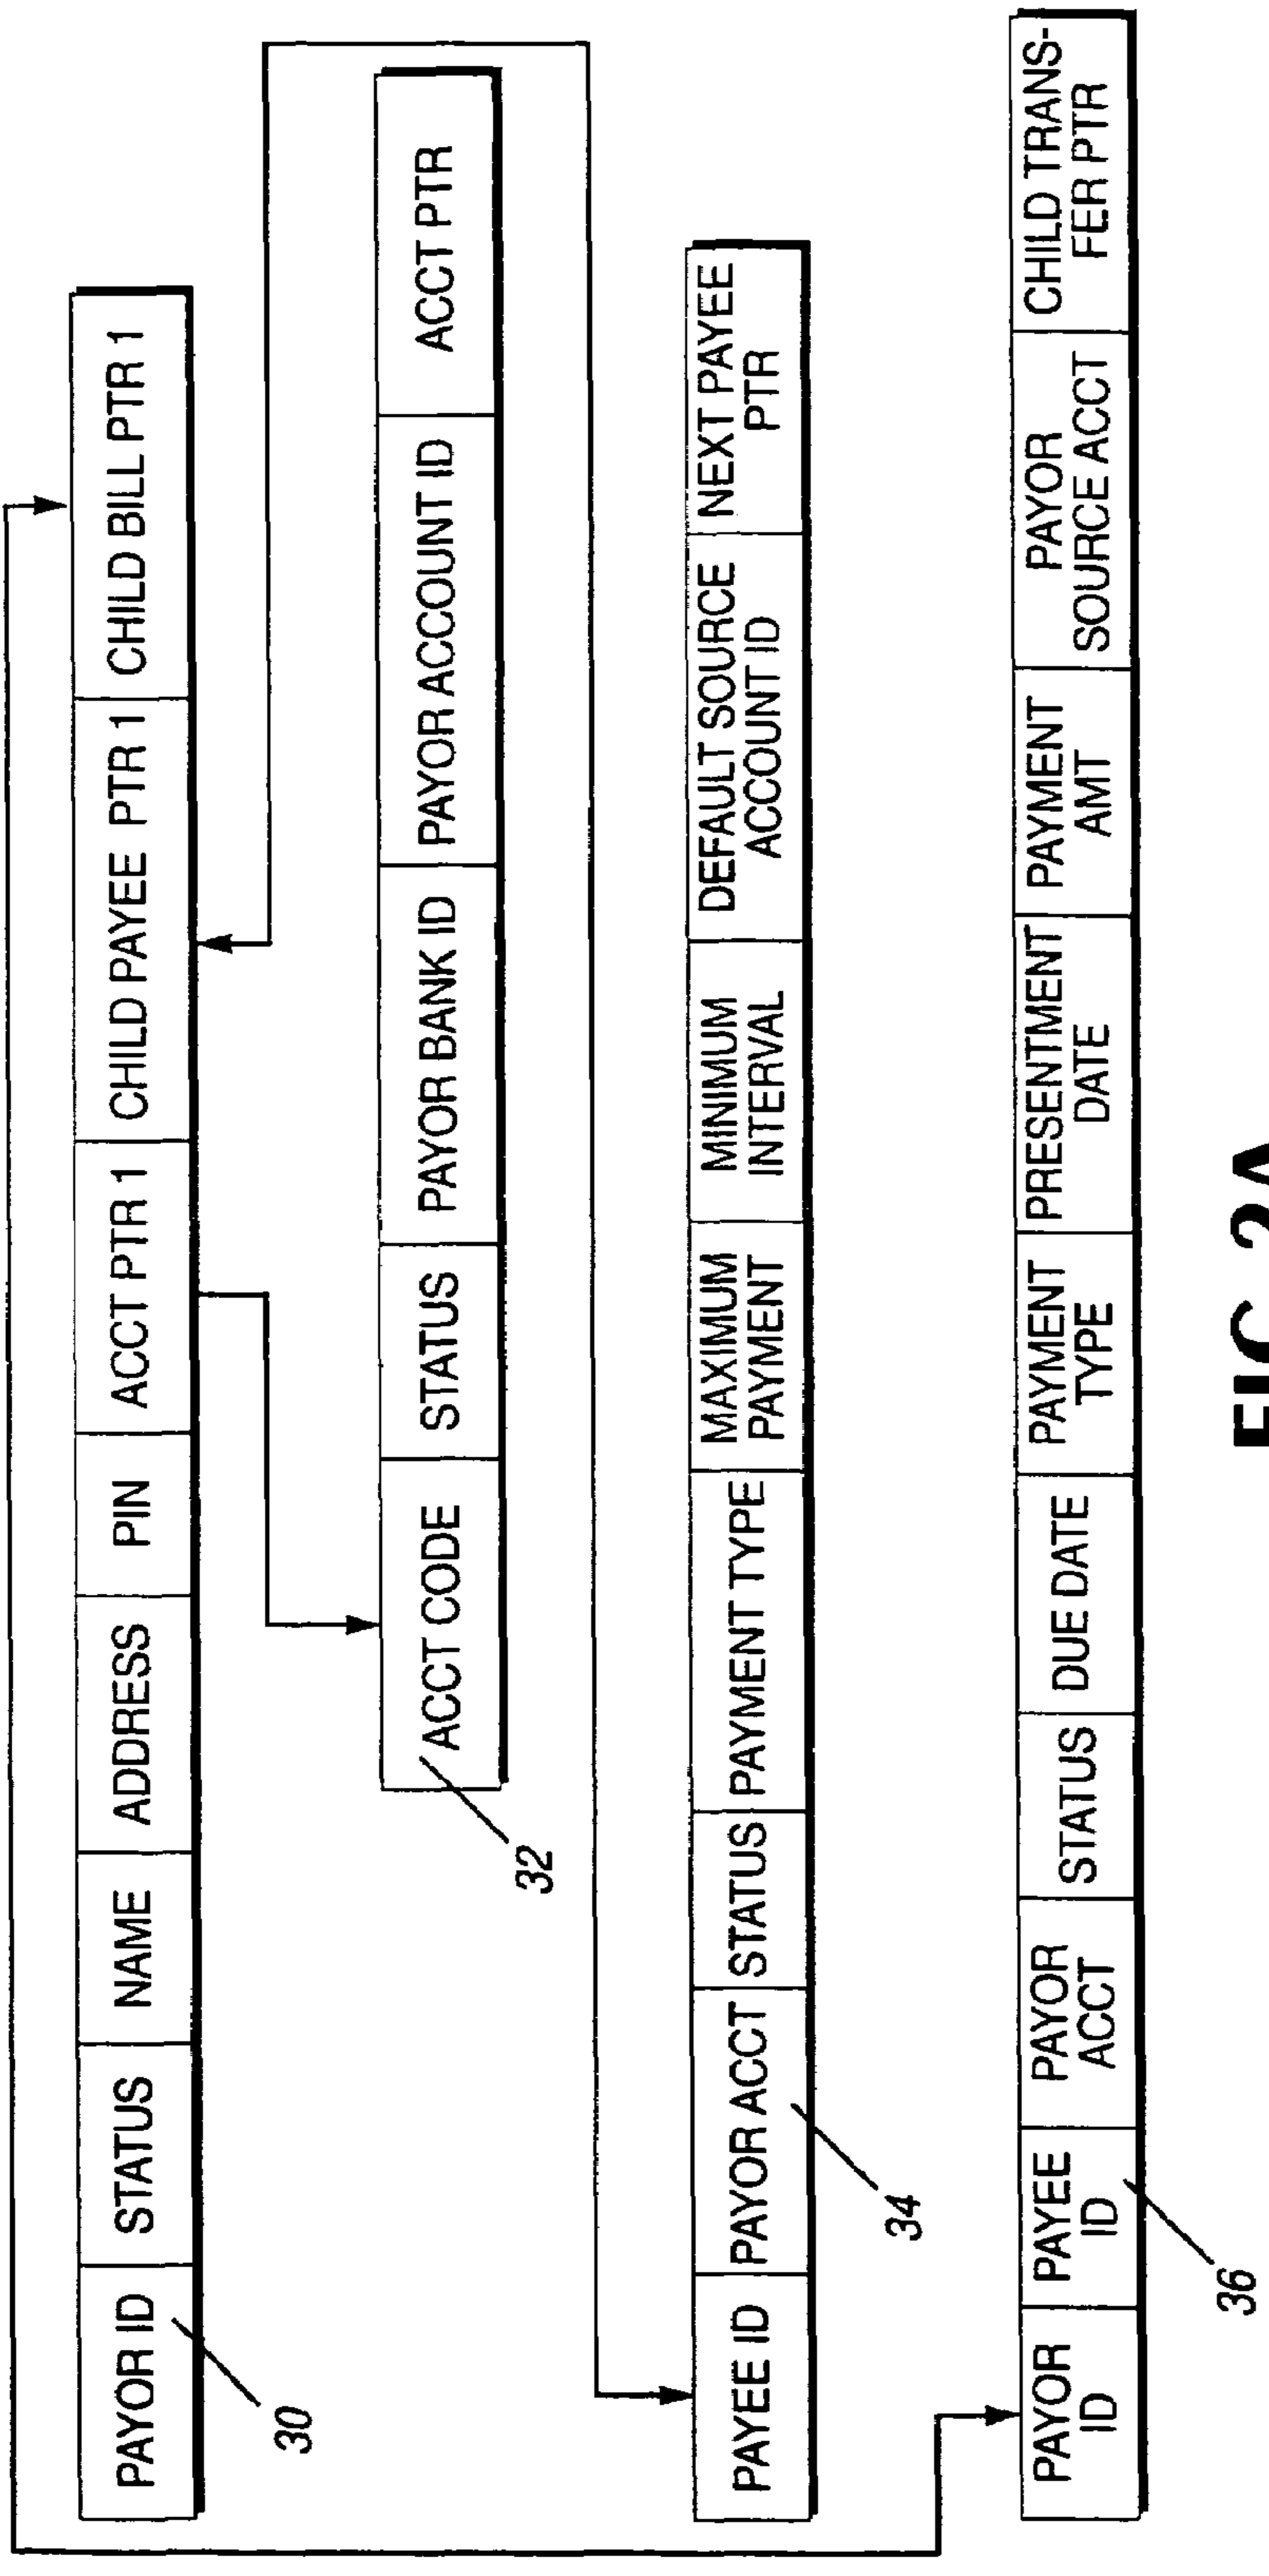 PAYOR ID
STATUS
NAME
ADDRESS
PIN
ACCT PTR 1
CHILD PAYEE PTR 1
CHILD BILL PTR 1
30
ACCT CODE
STATUS
PAYOR BANK ID
PAYOR ACCOUNT ID
ACCT PTR
32
PAYEE ID
PAYOR ACCT
STATUS
PAYMENT TYPE
MAXIMUM
PAYMENT
MINIMUM
INTERVAL
DEFAULT SOURCE
ACCOUNT ID
NEXT PAYEE
PTR
34
PAYOR
ID
PAYEE
ID
PAYOR
ACCT
STATUS
DUE DATE
PAYMENT
TYPE
PRESENTMENT
DATE
PAYMENT
AMT
PAYOR
SOURCE ACCT
CHILD TRANS-
FER PTR
36
FIG. 2A